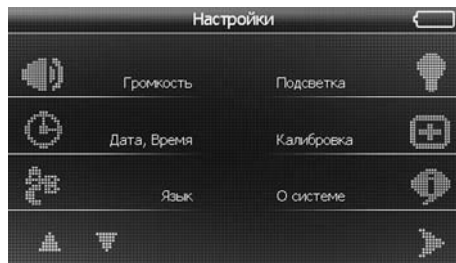 Настройки
Громкость Подсветка
Дата, Время Калибровка
Язык О системе